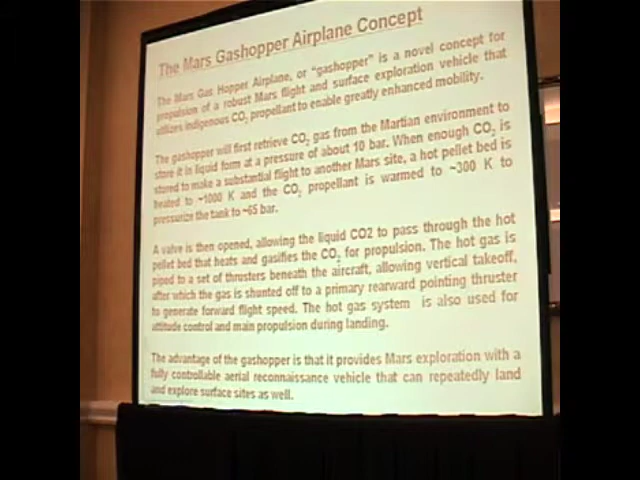 The Mars Gashopper Airplane Concept
The Mars Gas Hopper Airplane, or “gashopper” is a novel concept for
propulsion of a robust Mars flight and surface exploration vehicle that
utilizes indigenous CO2 propellant to enable greatly enhanced mobility.
The gashopper will first retrieve CO2 gas from the Martian environment to
store it in liquid form at a pressure of about 10 bar. When enough CO2 is
stored to make a substantial flight to another Mars site, a hot pellet bed is
heated to ~1000 K and the CO2 propellant is warmed to ~300 K to
pressurize the tank to ~65 bar.
A valve is then opened, allowing the liquid CO2 to pass through the hot
pellet bed that heats and gasifies the CO2 for propulsion. The hot gas is
piped to a set of thrusters beneath the aircraft, allowing vertical takeoff,
after which the gas is shunted off to a primary rearward pointing thruster
to generate forward flight speed. The hot gas system is also used for
attitude control and main propulsion during landing.
The advantage of the gashopper is that it provides Mars exploration with a
fully controllable aerial reconnaissance vehicle that can repeatedly land
and explore surface sites as well.